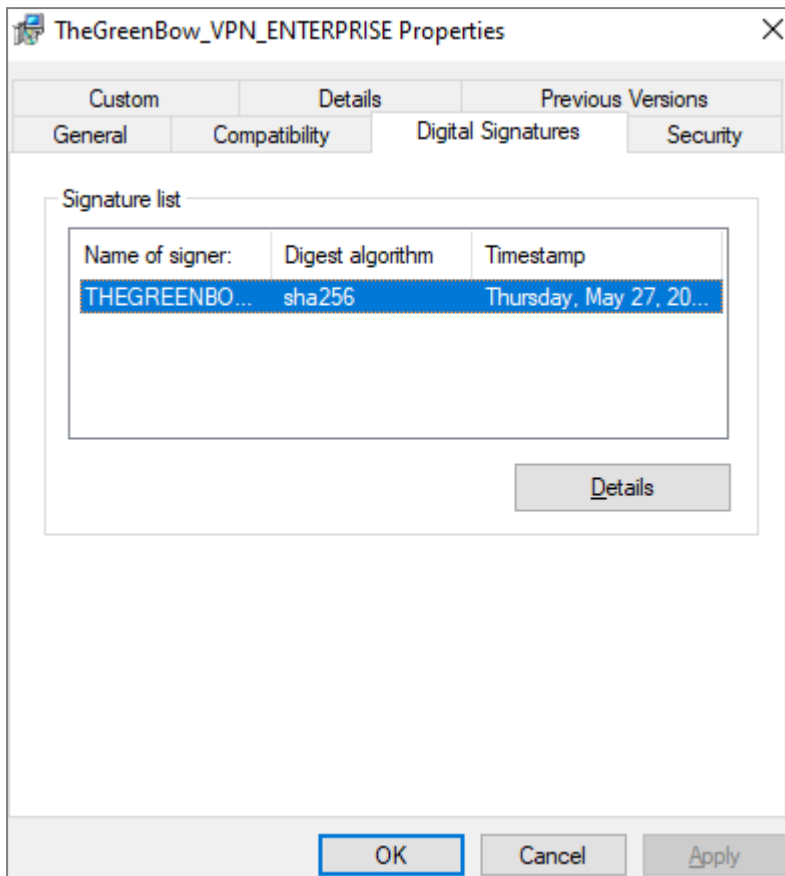 TheGreenBow_VPN_ENTERPRISE Properties
Custom Details Previous Versions
General Compatibility Digital Signatures Security
Signature list
Name of signer: Digest algorithm Timestamp
THEGREENBO... sha256 Thursday, May 27, 20...
Details
OK Cancel Apply